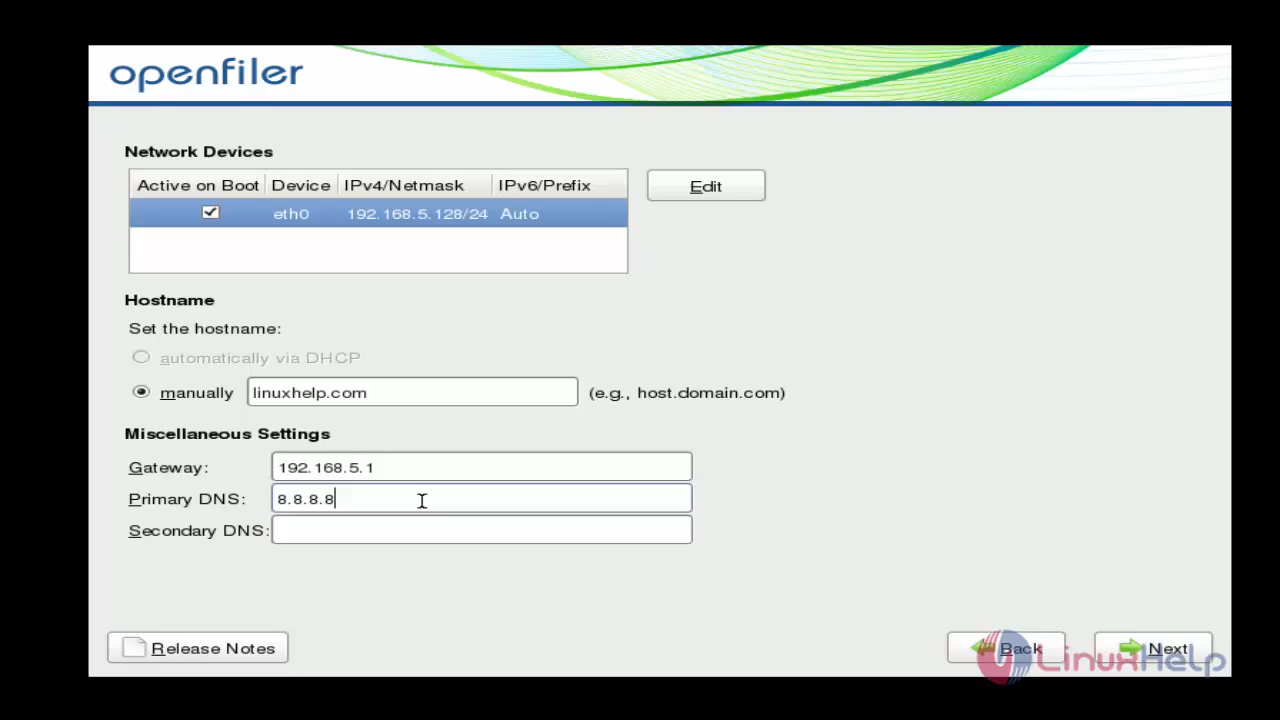 openfiler
Network Devices
Active on Boot Device IPv4/Netmask IPv6/Prefix
eth0 192.168.5.128/24 Auto
Edit
Hostname
Set the hostname:
automatically via DHCP
manually linuxhelp.com (e.g., host.domain.com)
Miscellaneous Settings
Gateway: 192.168.5.1
Primary DNS: 8.8.8.8
Secondary DNS:
Release Notes Back Next
LinuxHelp